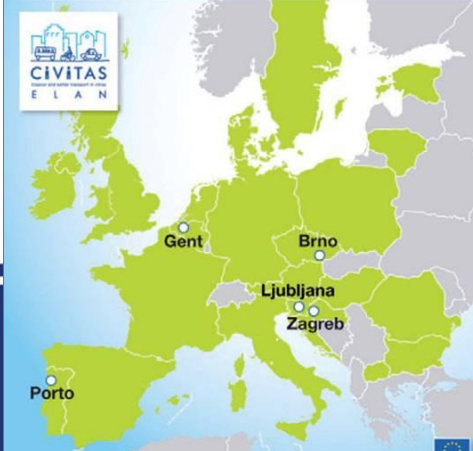 CiViTAS
Cleaner and better transport in cities
E L A N
Gent
Brno
Ljubljana
Zagreb
Porto